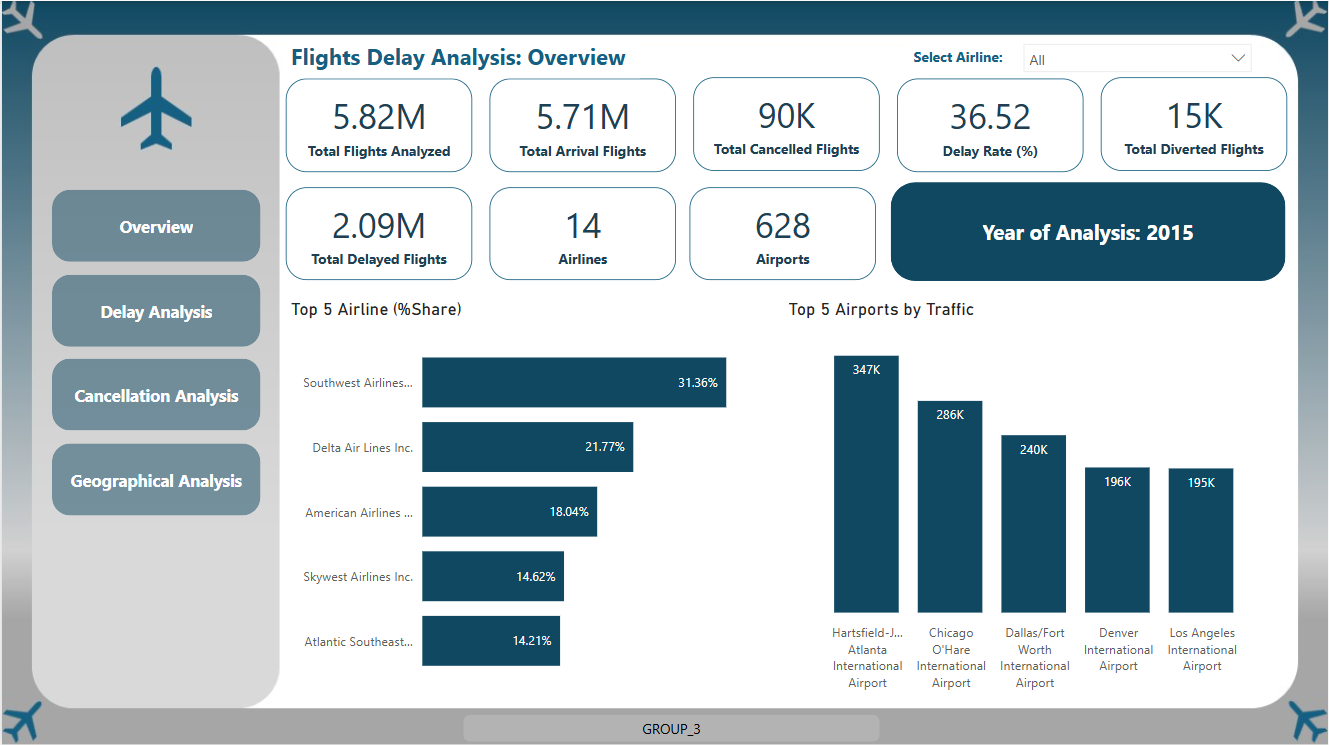 Flights Delay Analysis: Overview
Select Airline:
All
5.82M
Total Flights Analyzed
5.71M
Total Arrival Flights
90K
Total Cancelled Flights
36.52
Delay Rate (%)
15K
Total Diverted Flights
2.09M
Total Delayed Flights
14
Airlines
628
Airports
Year of Analysis: 2015
Overview
Delay Analysis
Cancellation Analysis
Geographical Analysis
Top 5 Airline (%Share)
Southwest Airlines...
31.36%
Delta Air Lines Inc.
21.77%
American Airlines ...
18.04%
Skywest Airlines Inc.
14.62%
Atlantic Southeast...
14.21%
Top 5 Airports by Traffic
347K
286K
240K
196K
195K
Hartsfield-J...
Atlanta
International
Airport
Chicago
O'Hare
International
Airport
Dallas/Fort
Worth
International
Airport
Denver
International
Airport
Los Angeles
International
Airport
GROUP_3